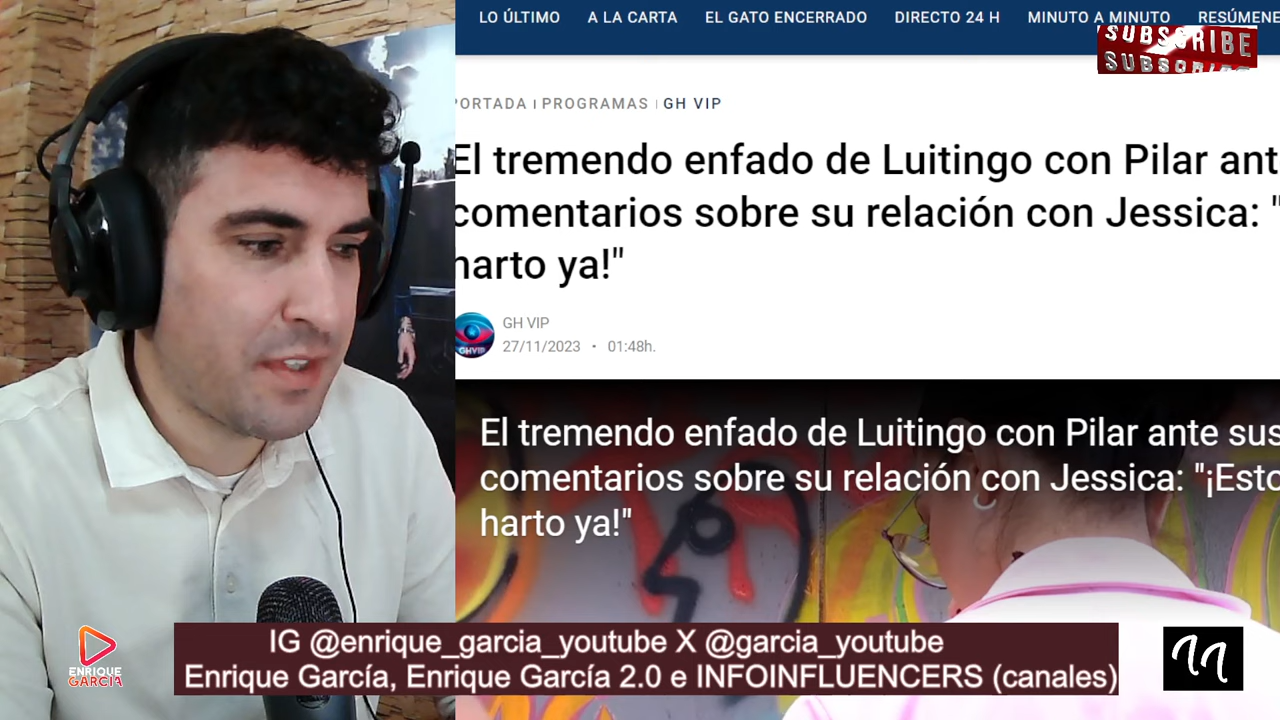 LO ÚLTIMO A LA CARTA EL GATO ENCERRADO DIRECTO 24 H MINUTO A MINUTO RESÚMENE
SUBSCRIBE
SUBSCRIBE
PORTADA | PROGRAMAS | GH VIP
El tremendo enfado de Luitingo con Pilar ant
comentarios sobre su relación con Jessica: "
harto ya!"
GH VIP
27/11/2023 • 01:48h.
GHVIP
El tremendo enfado de Luitingo con Pilar ante sus
comentarios sobre su relación con Jessica: "¡Esto
harto ya!"
IG @enrique_garcia_youtube X @garcia_youtube
Enrique García, Enrique García 2.0 e INFOINFLUENCERS (canales)
ENRIQUE
GARCÍA